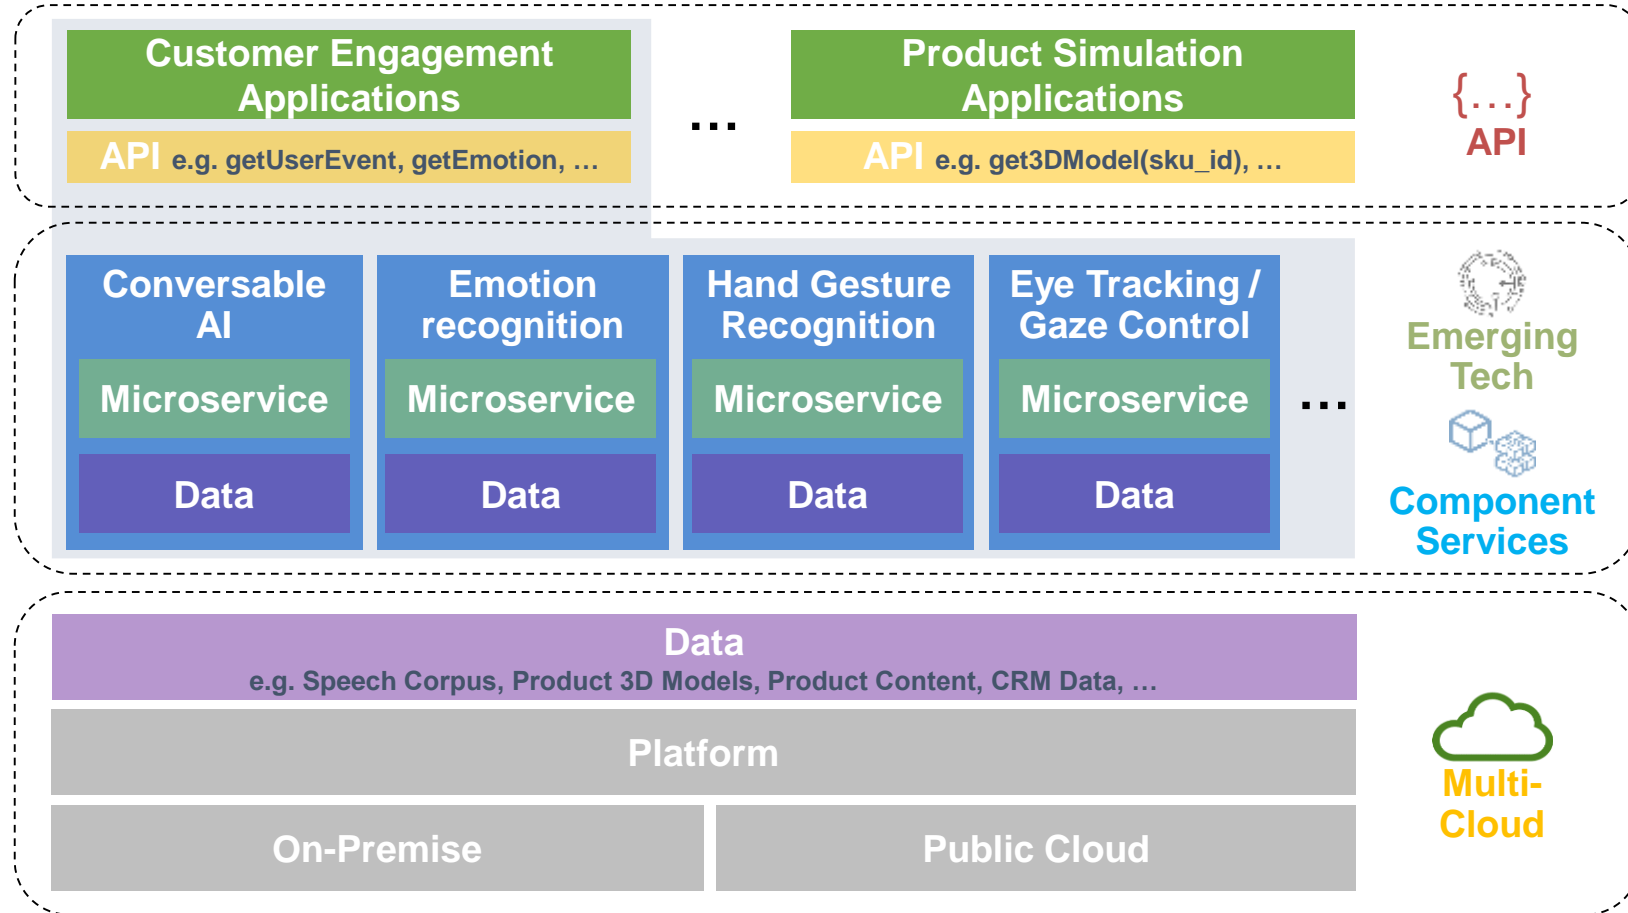 Customer Engagement
Applications
API e.g. getUserEvent, getEmotion, …
…
Product Simulation
Applications
API e.g. get3DModel(sku_id), …
{…}
API
Conversable
AI
Microservice
Data
Emotion
recognition
Microservice
Data
Hand Gesture
Recognition
Microservice
Data
Eye Tracking /
Gaze Control
Microservice
Data
…
Emerging
Tech
Component
Services
Data
e.g. Speech Corpus, Product 3D Models, Product Content, CRM Data, …
Platform
On-Premise
Public Cloud
Multi-
Cloud